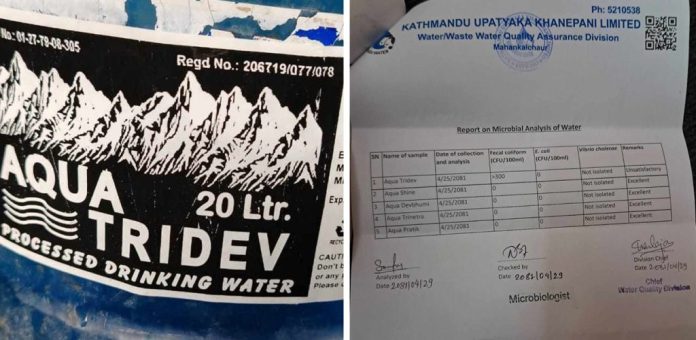 No.: 01-27-79-08-305
Regd No.: 206719/077/078
AQUA
20 Ltr.
TRIDEV
PROCESSED DRINKING WATER
Exp.
CAUTI
Don't b
or any
Please
Ph: 5210538
KATHMANDU UPATYAKA KHANEPANI LIMITED
Water/Waste Water Quality Assurance Division
Mahankalchaur
Report on Microbial Analysis of Water
SN Name of sample Date of collection and analysis Fecal coliform (CFU/100ml) E. coli (CFU/100ml) Vibrio cholerae Remarks
1 Aqua Tridev 4/25/2081 >300 0 Not isolated Unsatisfactory
2 Aqua Shine 4/25/2081 0 0 Not isolated Excellent
3 Aqua Devbhumi 4/25/2081 0 0 Not isolated Excellent
4 Aqua Trinetra 4/25/2081 0 0 Not isolated Excellent
5 Aqua Pratik 4/25/2081 0 0 Not isolated Excellent
Analyzed by
Date 2081/04/29
Checked by
Date 2081/04/29
Microbiologist
Division Chief
Date 2081/04/29
Chief
Water Quality Division